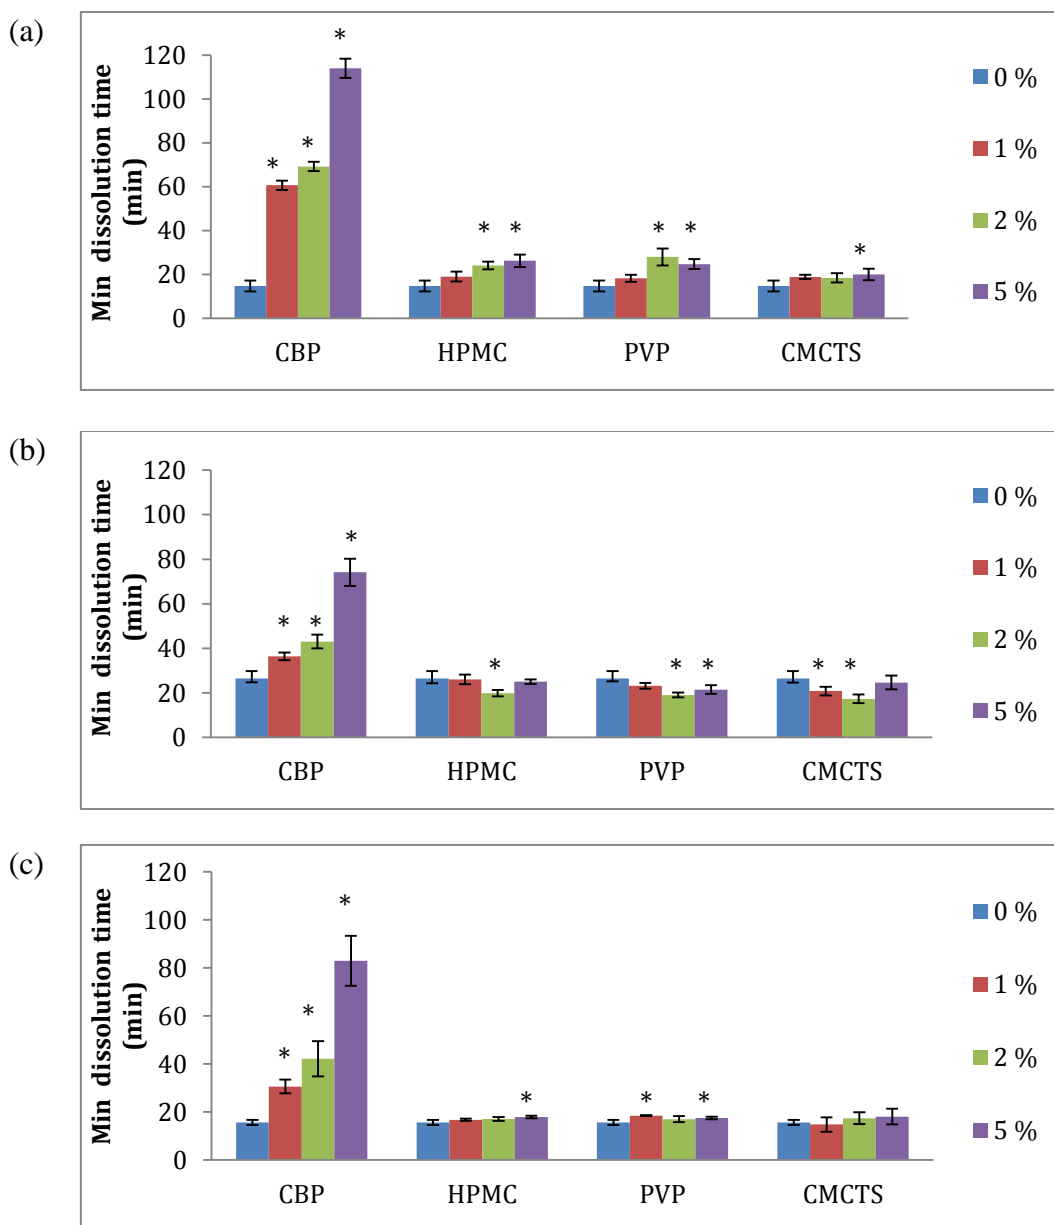 (a)
Min dissolution time
(min)
120
100
80
60
40
20
0
* * *
* *
* *
*
CBP HPMC PVP CMCTS
0 %
1 %
2 %
5 %
(b)
Min dissolution time
(min)
120
100
80
60
40
20
0
* * *
*
* *
* *
CBP HPMC PVP CMCTS
0 %
1 %
2 %
5 %
(c)
Min dissolution time
(min)
120
100
80
60
40
20
0
* * *
*
* *
CBP HPMC PVP CMCTS
0 %
1 %
2 %
5 %